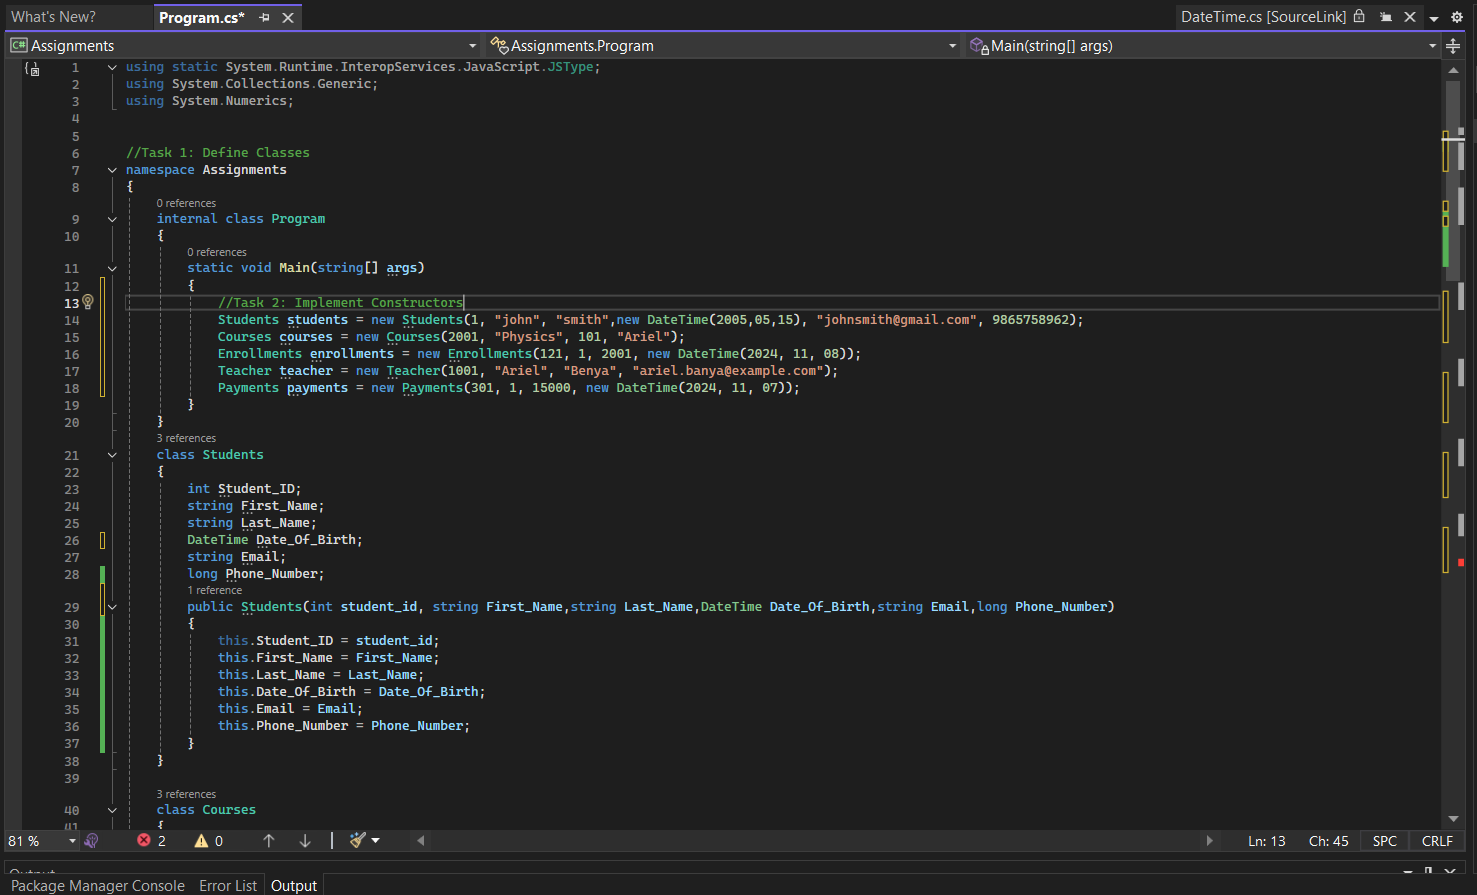 What's New?
Program.cs*
DateTime.cs [SourceLink]
C# Assignments
Assignments.Program
Main(string[] args)
1 using static System.Runtime.InteropServices.JavaScript.JSType;
2 using System.Collections.Generic;
3 using System.Numerics;
4
5
6 //Task 1: Define Classes
7 namespace Assignments
8 {
0 references
9 internal class Program
10 {
0 references
11 static void Main(string[] args)
12 {
13 //Task 2: Implement Constructors
14 Students students = new Students(1, "john", "smith",new DateTime(2005,05,15), "johnsmith@gmail.com", 9865758962);
15 Courses courses = new Courses(2001, "Physics", 101, "Ariel");
16 Enrollments enrollments = new Enrollments(121, 1, 2001, new DateTime(2024, 11, 08));
17 Teacher teacher = new Teacher(1001, "Ariel", "Benya", "ariel.banya@example.com");
18 Payments payments = new Payments(301, 1, 15000, new DateTime(2024, 11, 07));
19 }
20 }
3 references
21 class Students
22 {
23 int Student_ID;
24 string First_Name;
25 string Last_Name;
26 DateTime Date_Of_Birth;
27 string Email;
28 long Phone_Number;
1 reference
29 public Students(int student_id, string First_Name,string Last_Name,DateTime Date_Of_Birth,string Email,long Phone_Number)
30 {
31 this.Student_ID = student_id;
32 this.First_Name = First_Name;
33 this.Last_Name = Last_Name;
34 this.Date_Of_Birth = Date_Of_Birth;
35 this.Email = Email;
36 this.Phone_Number = Phone_Number;
37 }
38 }
39
3 references
40 class Courses
41 {
81 % 2 0 Ln: 13 Ch: 45 SPC CRLF
Output
Package Manager Console Error List Output